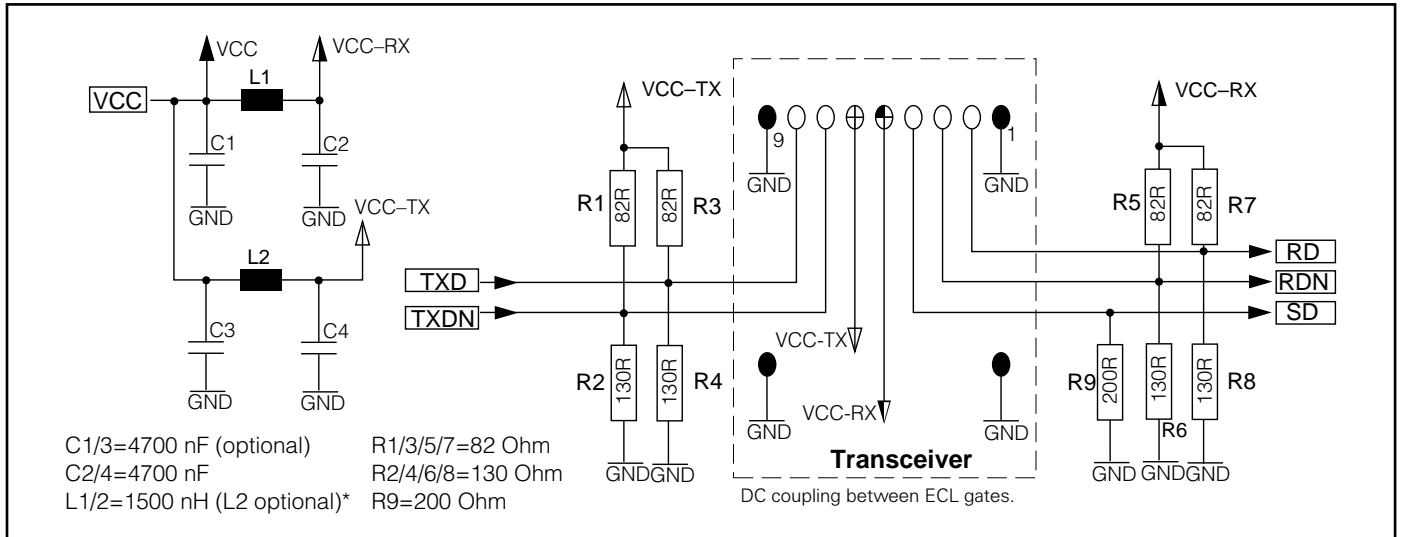 VCC
VCC–RX
L1
VCC
C1
C2
GND
GND
VCC–TX
L2
C3
C4
GND
GND
VCC–TX
R1
82R
82R
R3
TXD
TXDN
R2
130R
130R
R4
GND
GND
9
1
GND
GND
VCC-TX
VCC-RX
GND
GND
Transceiver
DC coupling between ECL gates.
VCC–RX
R5
82R
82R
R7
RD
RDN
SD
R9
200R
130R
R6
130R
R8
GND
GND
GND
C1/3=4700 nF (optional)
C2/4=4700 nF
L1/2=1500 nH (L2 optional)*
R1/3/5/7=82 Ohm
R2/4/6/8=130 Ohm
R9=200 Ohm